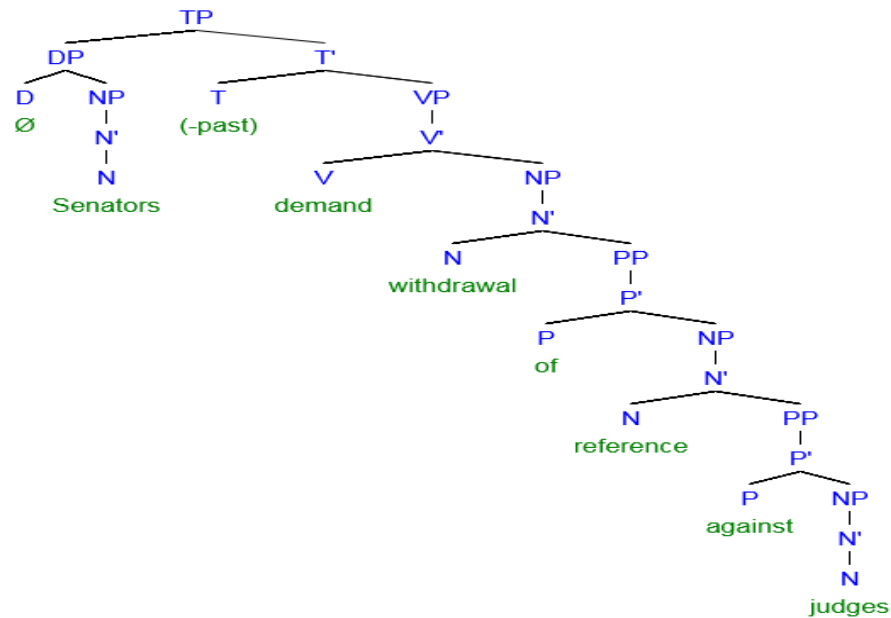 TP
DP T'
D NP T VP
Ø (-past)
N' V'
N V NP
Senators demand
N'
N PP
withdrawal
P'
P NP
of
N'
N PP
reference
P'
P NP
against
N'
N
judges